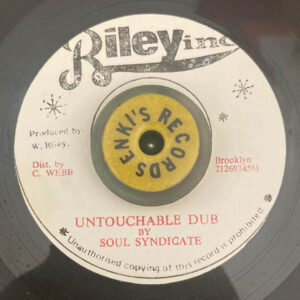 Riley inc
ENKI'S RECORDS
Produced by:
W. Riley.
Dist. by
C. WEBB
Brooklyn
UNTOUCHABLE DUB
BY
SOUL SYNDICATE
Unauthorised copying of this record is prohibited